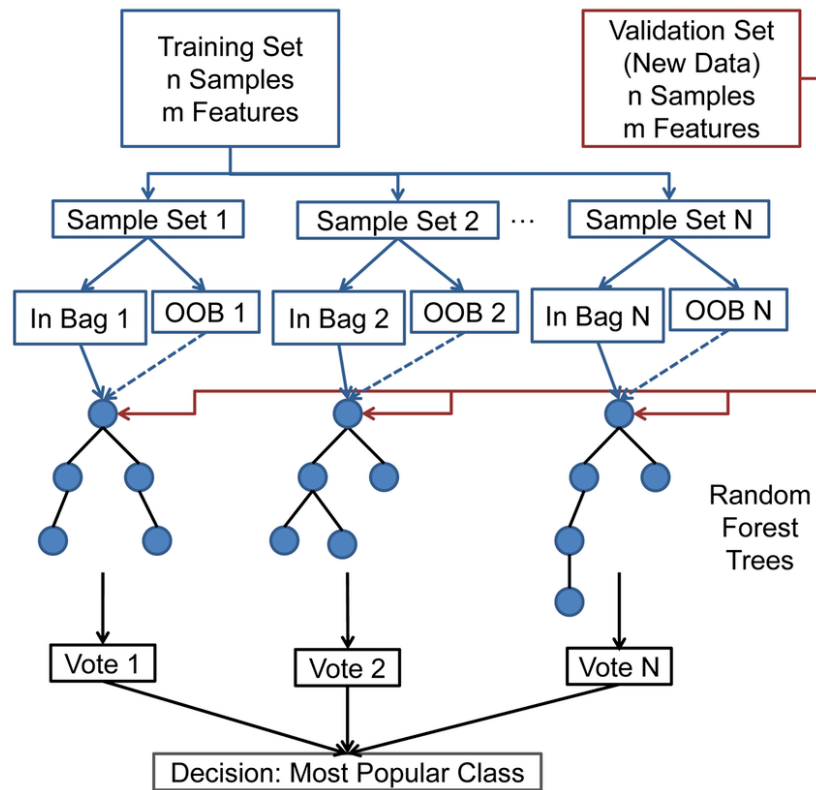 Training Set
n Samples
m Features
Validation Set
(New Data)
n Samples
m Features
Sample Set 1
Sample Set 2
...
Sample Set N
In Bag 1
OOB 1
In Bag 2
OOB 2
In Bag N
OOB N
Random
Forest
Trees
Vote 1
Vote 2
Vote N
Decision: Most Popular Class